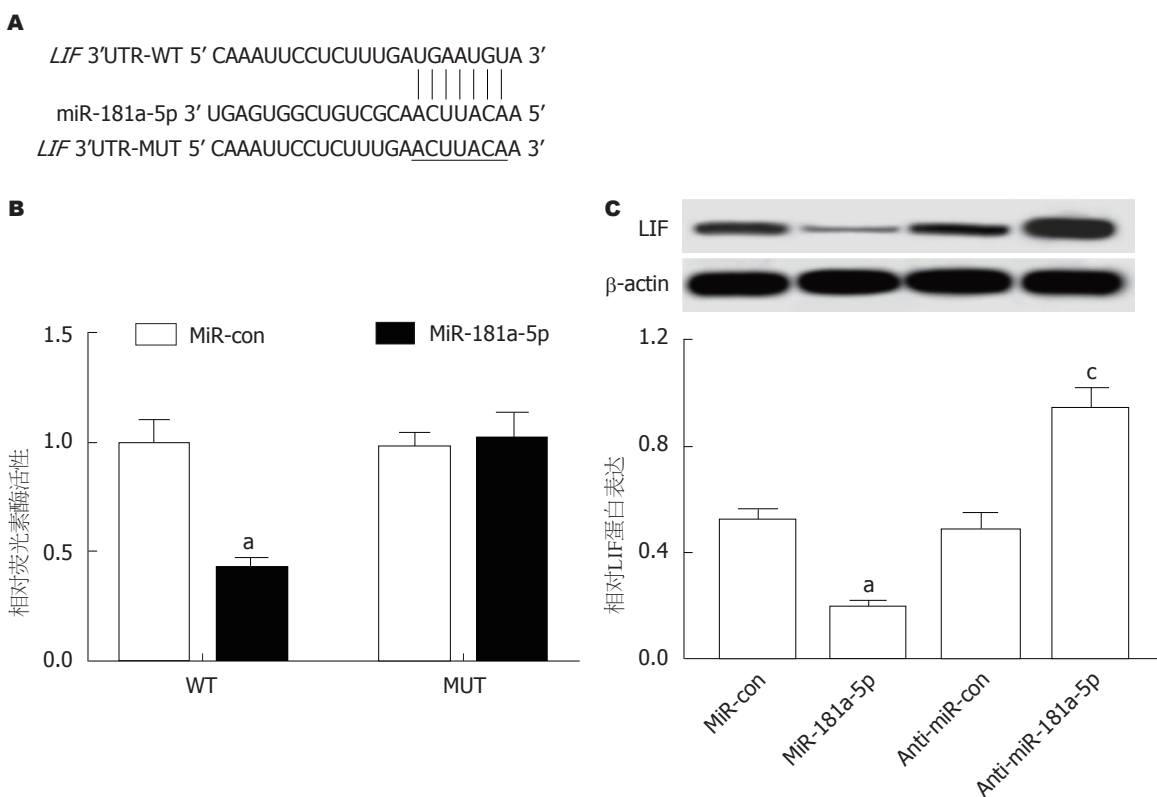 A
LIF 3′UTR-WT 5′ CAAAUUCCUCUUUGAUGAAUGUA 3′
miR-181a-5p 3′ UGAGUGGCUGUCGCAACUUACAA 5′
LIF 3′UTR-MUT 5′ CAAAUUCCUCUUUGAACUUACAA 3′
B
MiR-con
MiR-181a-5p
相对荧光素酶活性
1.5
1.0
0.5
0.0
a
WT
MUT
C
LIF
β-actin
相对LIF蛋白表达
1.2
0.8
0.4
0.0
a
c
MiR-con
MiR-181a-5p
Anti-miR-con
Anti-miR-181a-5p